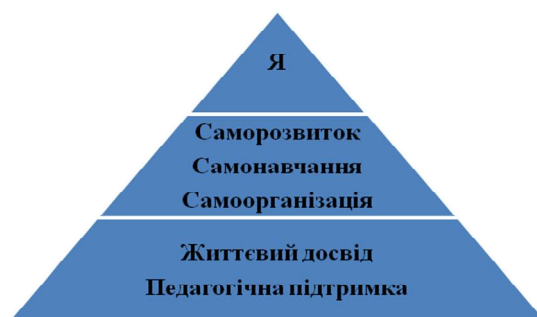 Я
Саморозвиток
Самонавчання
Самоорганізація
Життєвий досвід
Педагогічна підтримка